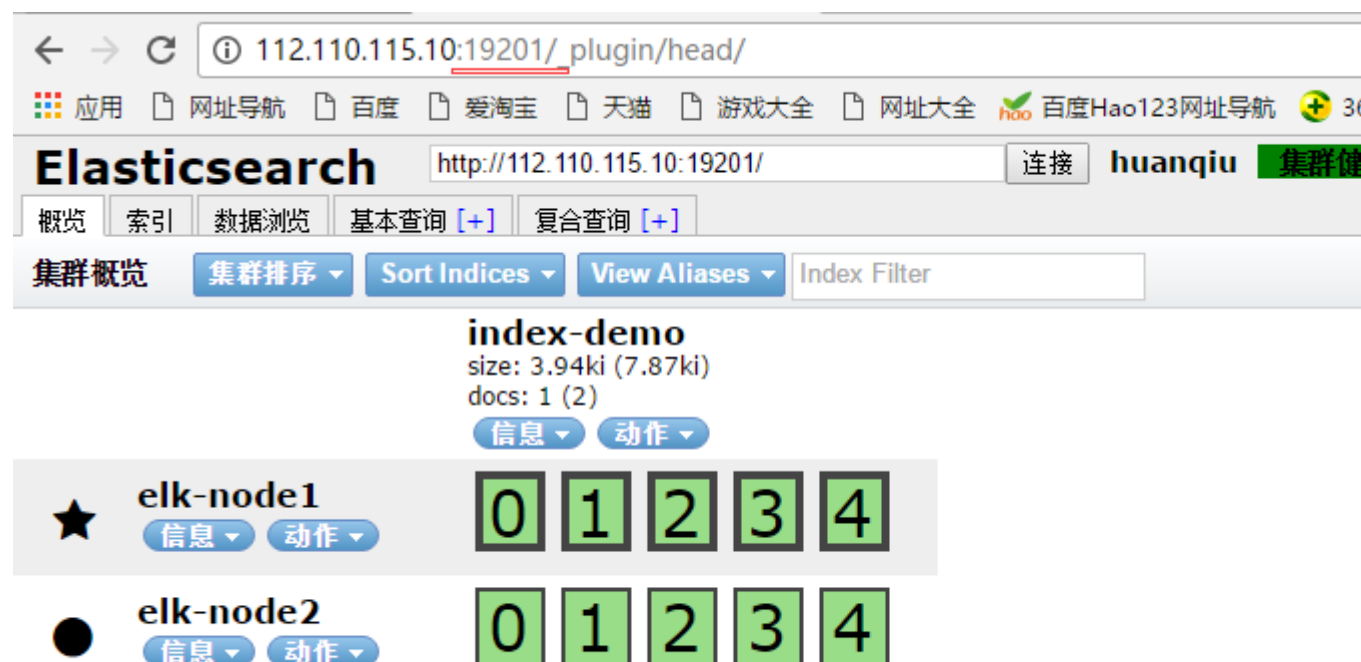 112.110.115.10:19201/_plugin/head/
应用 网址导航 百度 爱淘宝 天猫 游戏大全 网址大全 hao 百度Hao123网址导航 36
Elasticsearch http://112.110.115.10:19201/ 连接 huanqiu 集群健
概览 索引 数据浏览 基本查询 [+] 复合查询 [+]
集群概览 集群排序 Sort Indices View Aliases Index Filter
index-demo
size: 3.94ki (7.87ki)
docs: 1 (2)
信息 动作
elk-node1 0 1 2 3 4
信息 动作
elk-node2 0 1 2 3 4
信息 动作